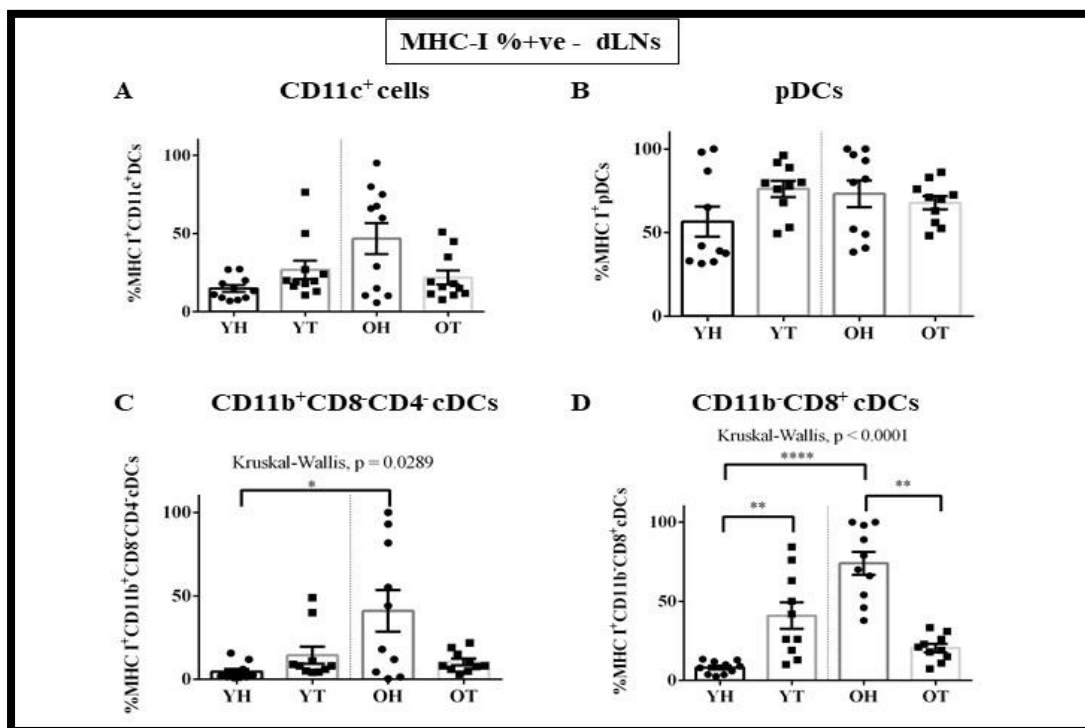 MHC-I %+ve - dLNs
A
CD11c⁺ cells
%MHC I⁺CD11c⁺DCs
100
50
0
YH YT OH OT
B
pDCs
%MHC I⁺pDCs
100
50
0
YH YT OH OT
C
CD11b⁺CD8⁻CD4⁻ cDCs
Kruskal-Wallis, p = 0.0289
*
%MHC I⁺CD11b⁺CD8⁻CD4⁻cDCs
100
50
0
YH YT OH OT
D
CD11b⁻CD8⁺ cDCs
Kruskal-Wallis, p < 0.0001
****
**
**
%MHC I⁺CD11b⁻CD8⁺cDCs
100
50
0
YH YT OH OT